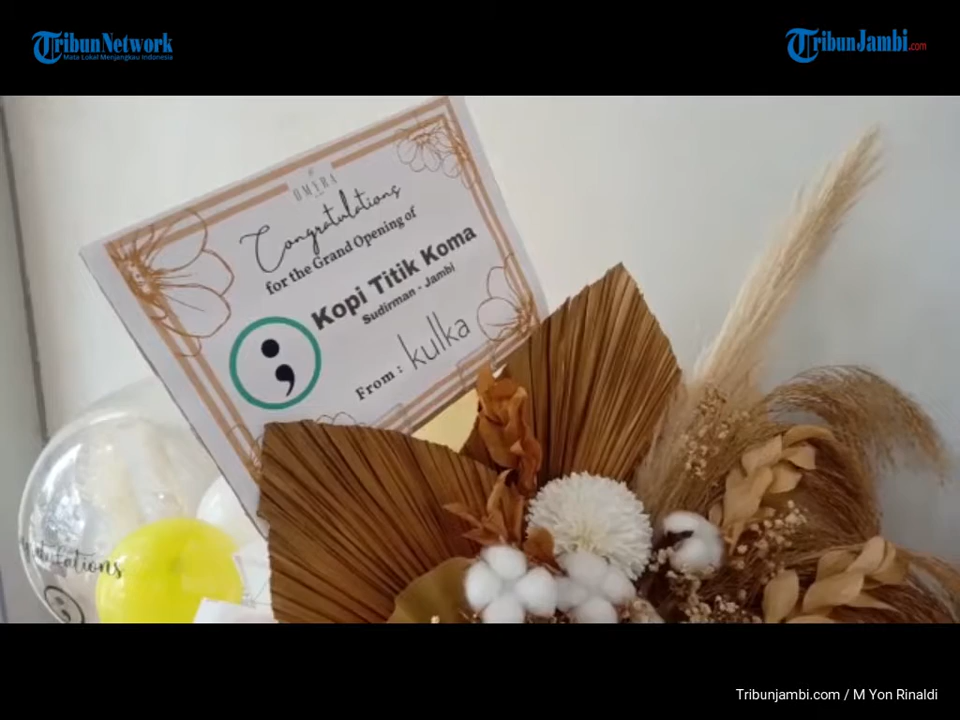 TribunNetwork
Mata Lokal Menjangkau Indonesia
TribunJambi.com
OMERA
Congratulations
for the Grand Opening of
Kopi Titik Koma
Sudirman - Jambi
;
From : kulka
Tribunjambi.com / M Yon Rinaldi